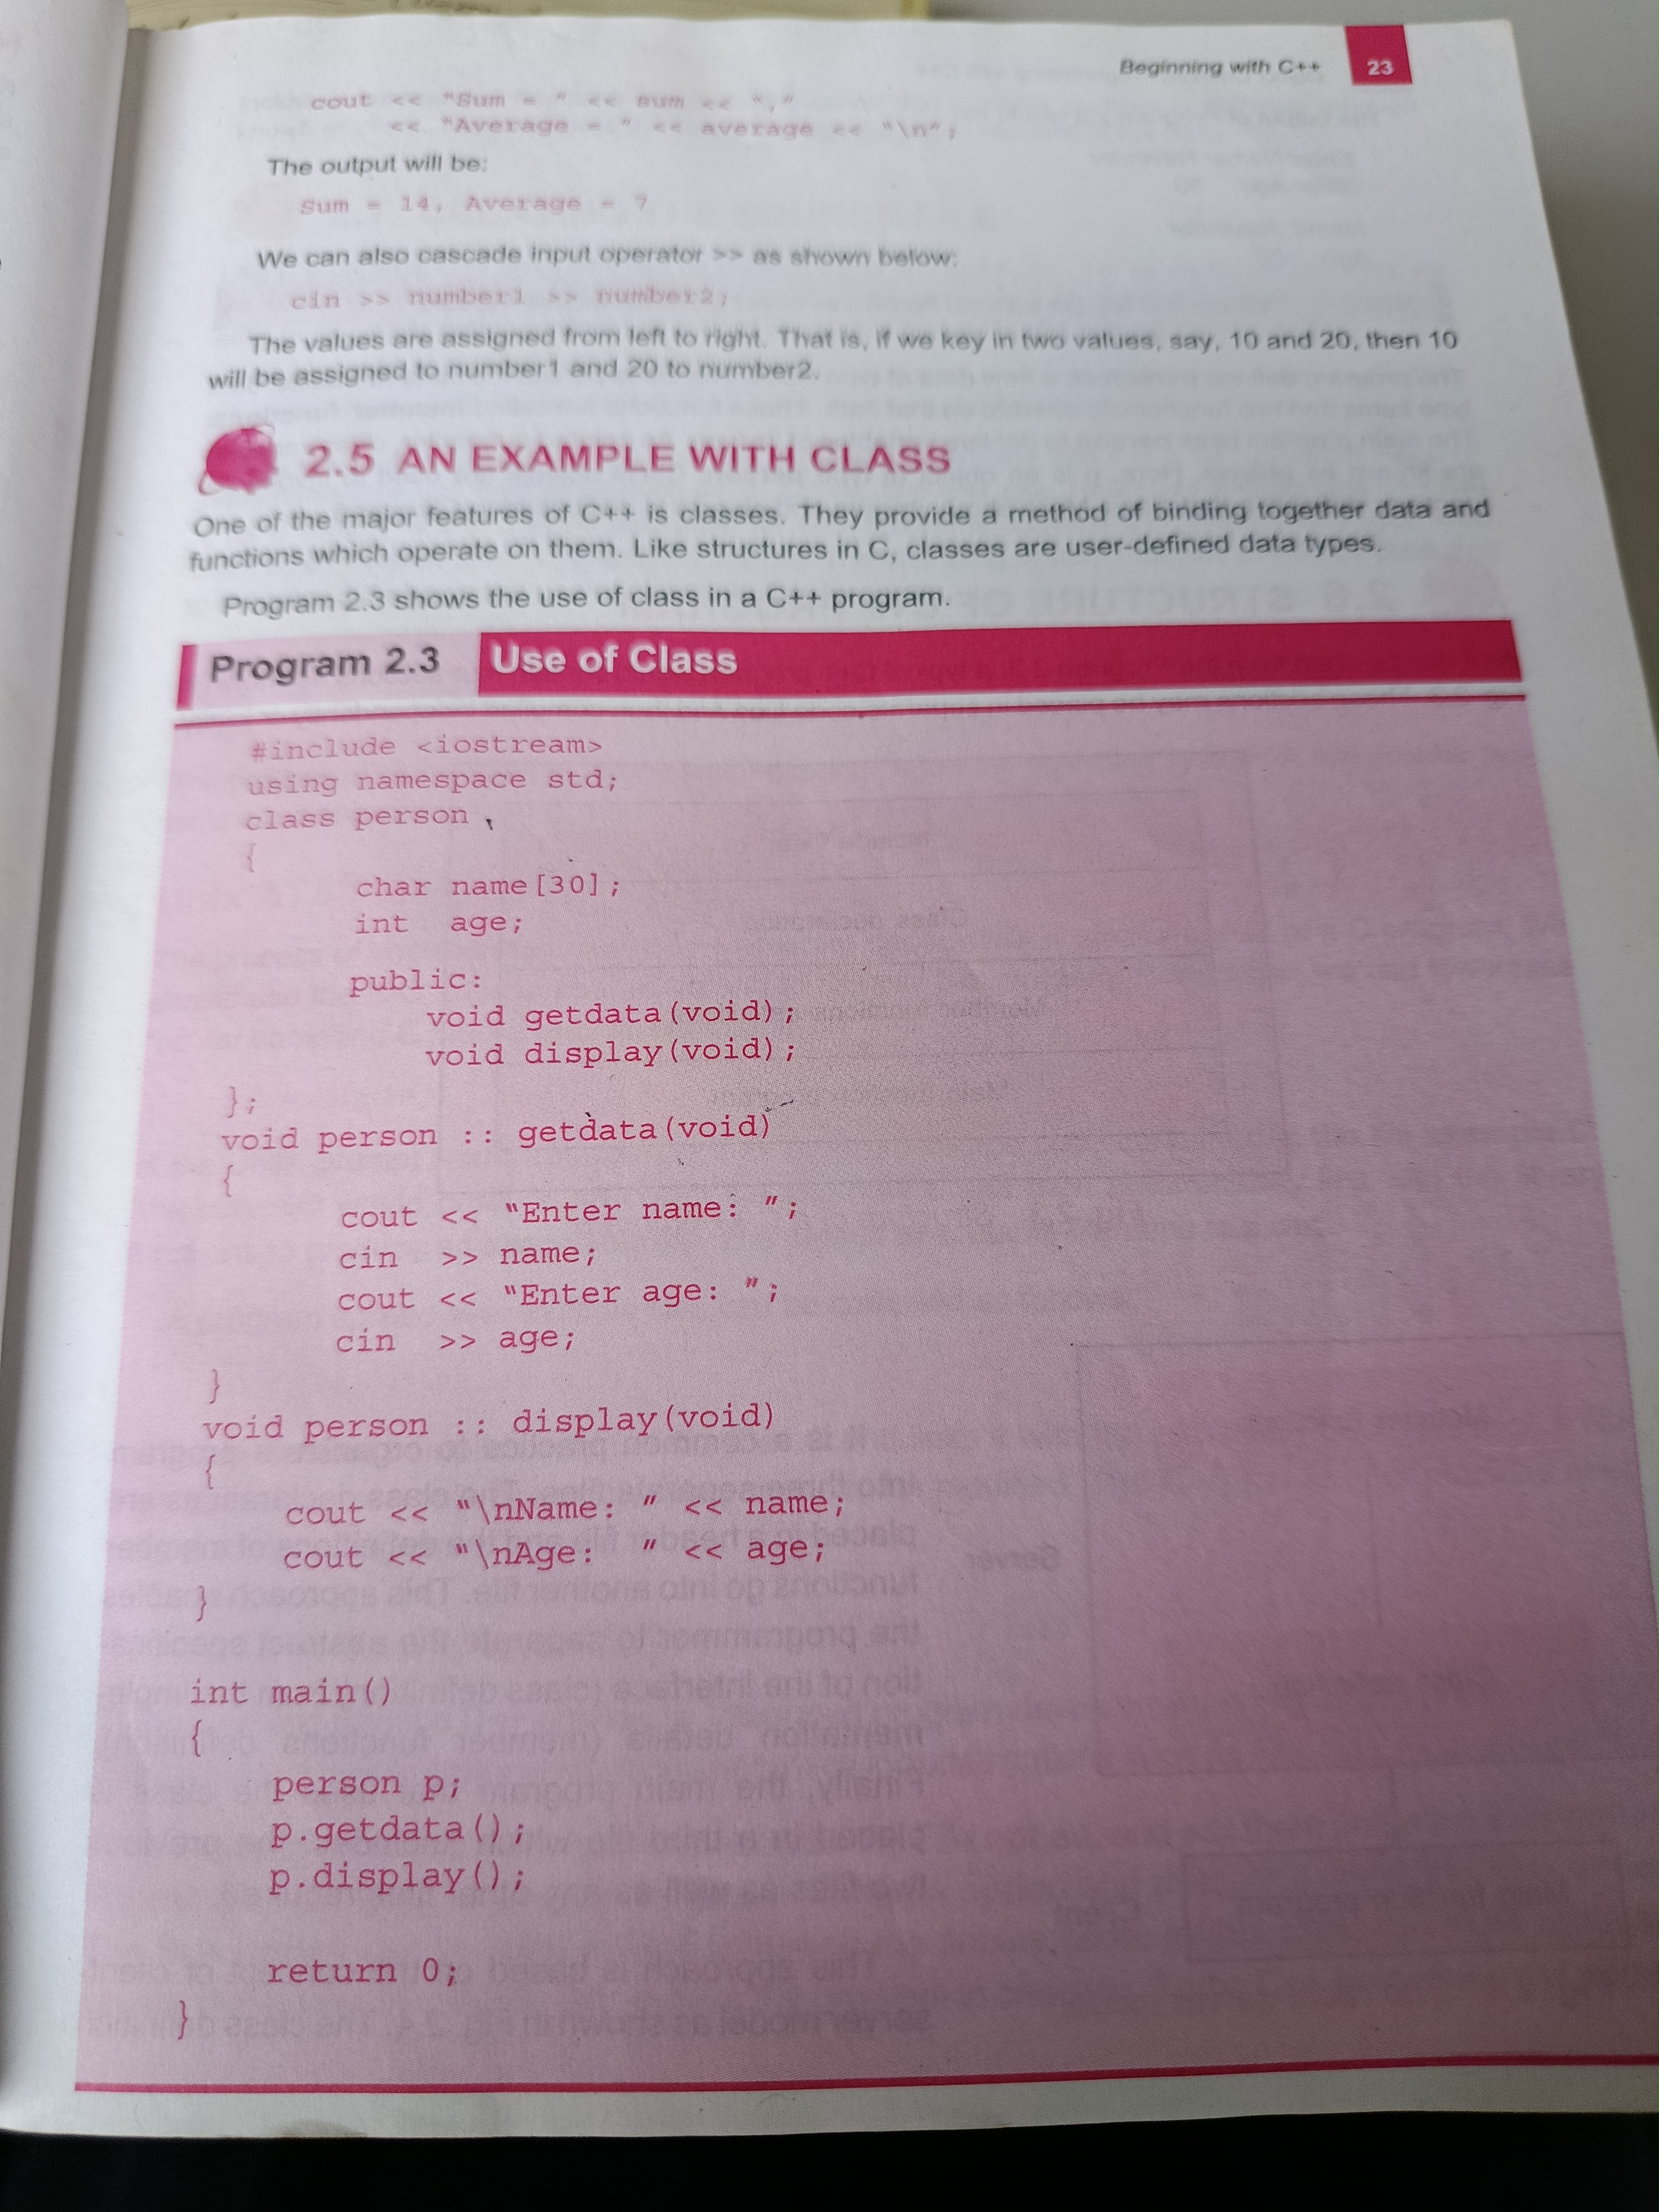 Beginning with C++ 23
cout << "Sum = " << sum << ","
<< "Average = " << average << "\n";
The output will be:
Sum = 14, Average = 7
We can also cascade input operator >> as shown below:
cin >> number1 >> number2;
The values are assigned from left to right. That is, if we key in two values, say, 10 and 20, then 10
will be assigned to number1 and 20 to number2.
2.5 AN EXAMPLE WITH CLASS
One of the major features of C++ is classes. They provide a method of binding together data and
functions which operate on them. Like structures in C, classes are user-defined data types.
Program 2.3 shows the use of class in a C++ program.
Program 2.3 Use of Class
#include <iostream>
using namespace std;
class person
{
char name[30];
int age;
public:
void getdata(void);
void display(void);
};
void person :: getdata(void)
{
cout << "Enter name: ";
cin >> name;
cout << "Enter age: ";
cin >> age;
}
void person :: display(void)
{
cout << "\nName: " << name;
cout << "\nAge: " << age;
}
int main()
{
person p;
p.getdata();
p.display();
return 0;
}